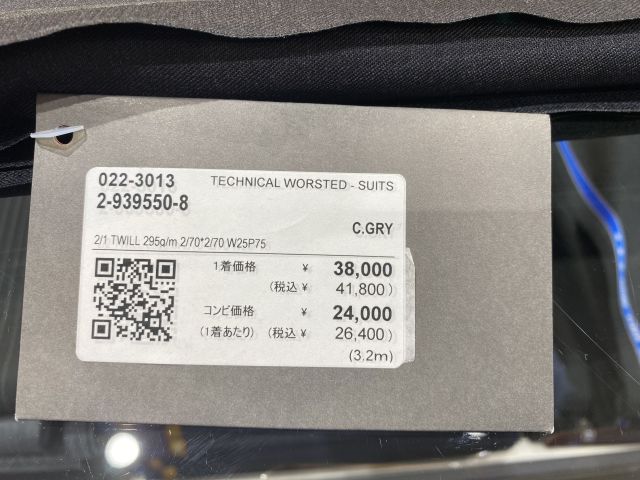 022-3013 TECHNICAL WORSTED - SUITS
2-939550-8
C.GRY
2/1 TWILL 295g/m 2/70*2/70 W25P75
1着価格 ¥ 38,000
(税込 ¥ 41,800 )
コンビ価格 ¥ 24,000
(1着あたり) (税込 ¥ 26,400 )
(3.2m)